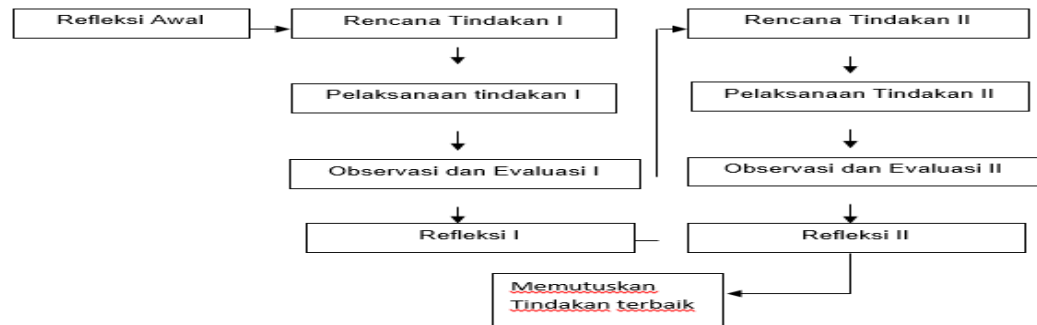 Refleksi Awal
Rencana Tindakan I
Pelaksanaan tindakan I
Observasi dan Evaluasi I
Refleksi I
Rencana Tindakan II
Pelaksanaan Tindakan II
Observasi dan Evaluasi II
Refleksi II
Memutuskan
Tindakan terbaik